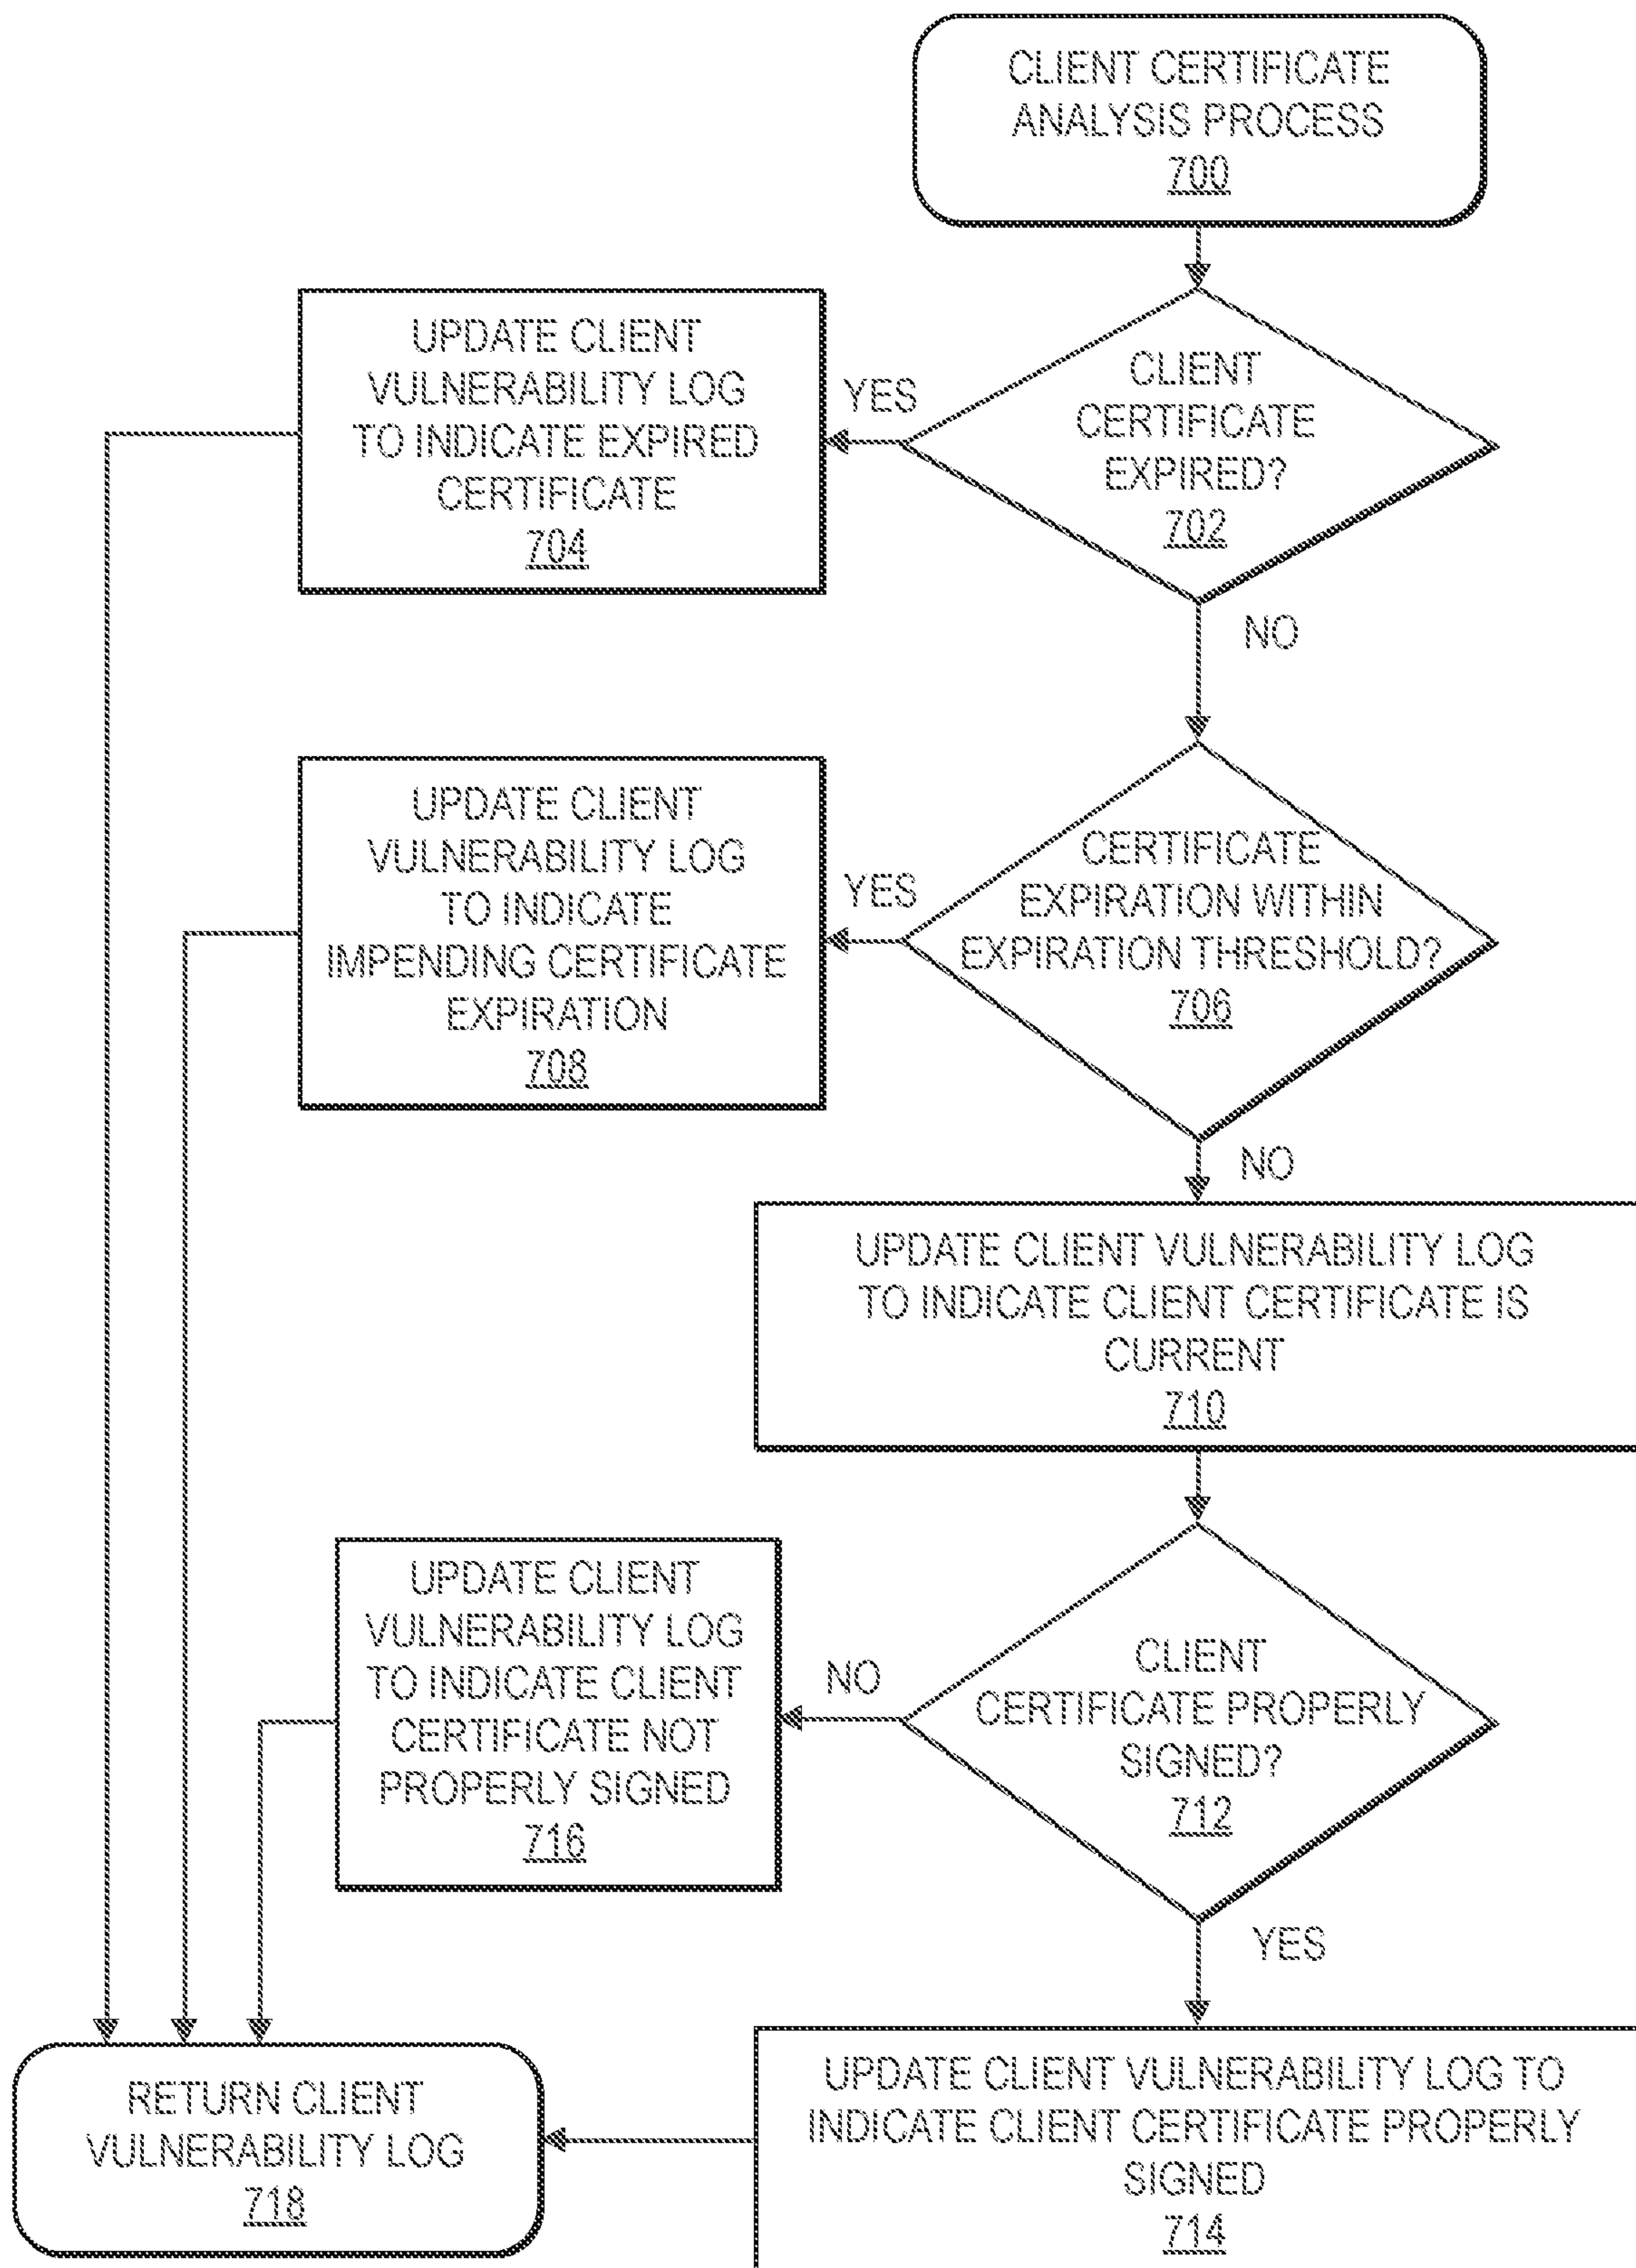 CLIENT CERTIFICATE
ANALYSIS PROCESS
700
UPDATE CLIENT
VULNERABILITY LOG
TO INDICATE EXPIRED
CERTIFICATE
704
YES
CLIENT
CERTIFICATE
EXPIRED?
702
NO
UPDATE CLIENT
VULNERABILITY LOG
TO INDICATE
IMPENDING CERTIFICATE
EXPIRATION
708
YES
CERTIFICATE
EXPIRATION WITHIN
EXPIRATION THRESHOLD?
706
NO
UPDATE CLIENT VULNERABILITY LOG
TO INDICATE CLIENT CERTIFICATE IS
CURRENT
710
UPDATE CLIENT
VULNERABILITY LOG
TO INDICATE CLIENT
CERTIFICATE NOT
PROPERLY SIGNED
716
NO
CLIENT
CERTIFICATE PROPERLY
SIGNED?
712
YES
RETURN CLIENT
VULNERABILITY LOG
718
UPDATE CLIENT VULNERABILITY LOG TO
INDICATE CLIENT CERTIFICATE PROPERLY
SIGNED
714